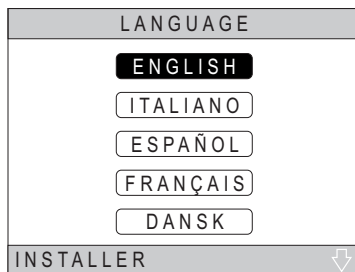 LANGUAGE
ENGLISH
ITALIANO
ESPAÑOL
FRANÇAIS
DANSK
INSTALLER